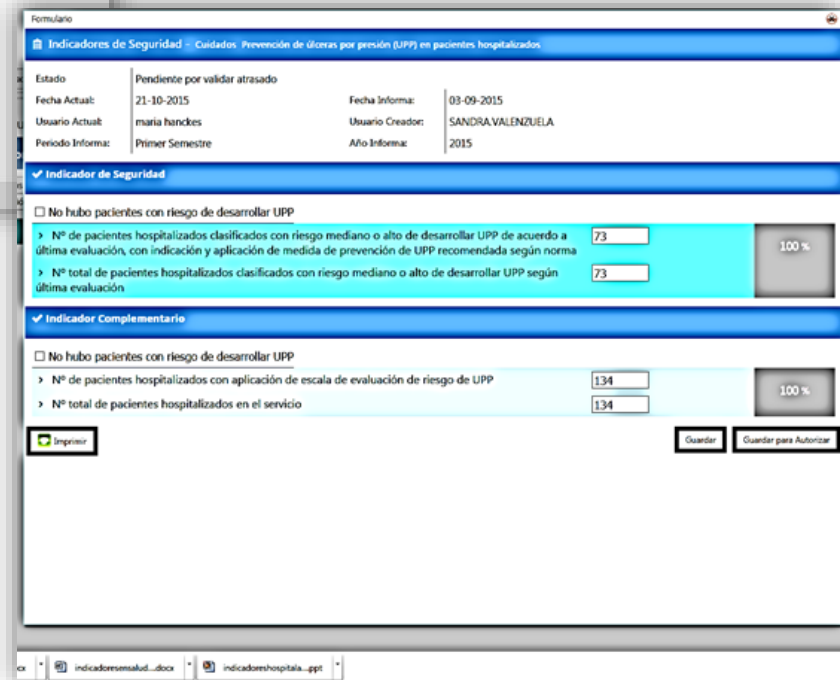 Formulario
Indicadores de Seguridad - Cuidados Prevención de úlceras por presión (UPP) en pacientes hospitalizados
Estado Pendiente por validar atrasado
Fecha Actual: 21-10-2015 Fecha Informa: 03-09-2015
Usuario Actual: maria hanckes Usuario Creador: SANDRA.VALENZUELA
Periodo Informa: Primer Semestre Año Informa: 2015
Indicador de Seguridad
No hubo pacientes con riesgo de desarrollar UPP
> Nº de pacientes hospitalizados clasificados con riesgo mediano o alto de desarrollar UPP de acuerdo a 73
última evaluación, con indicación y aplicación de medida de prevención de UPP recomendada según norma
100 %
> Nº total de pacientes hospitalizados clasificados con riesgo mediano o alto de desarrollar UPP según 73
última evaluación
Indicador Complementario
No hubo pacientes con riesgo de desarrollar UPP
> Nº de pacientes hospitalizados con aplicación de escala de evaluación de riesgo de UPP 134
100 %
> Nº total de pacientes hospitalizados en el servicio 134
Imprimir Guardar Guardar para Autorizar
indicadoresensalud...docx indicadoreshospitala...ppt